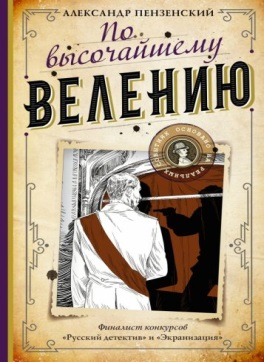 АЛЕКСАНДР ПЕНЗЕНСКИЙ
По
высочайшему
ВЕЛЕНИЮ
Финалист конкурсов
«Русский детектив» и «Экранизация»